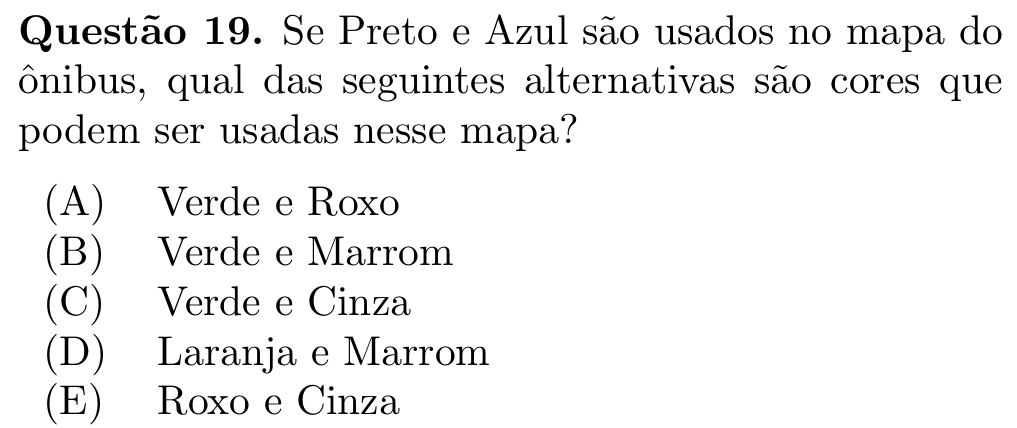 Questão 19. Se Preto e Azul são usados no mapa do
ônibus, qual das seguintes alternativas são cores que
podem ser usadas nesse mapa?
(A) Verde e Roxo
(B) Verde e Marrom
(C) Verde e Cinza
(D) Laranja e Marrom
(E) Roxo e Cinza